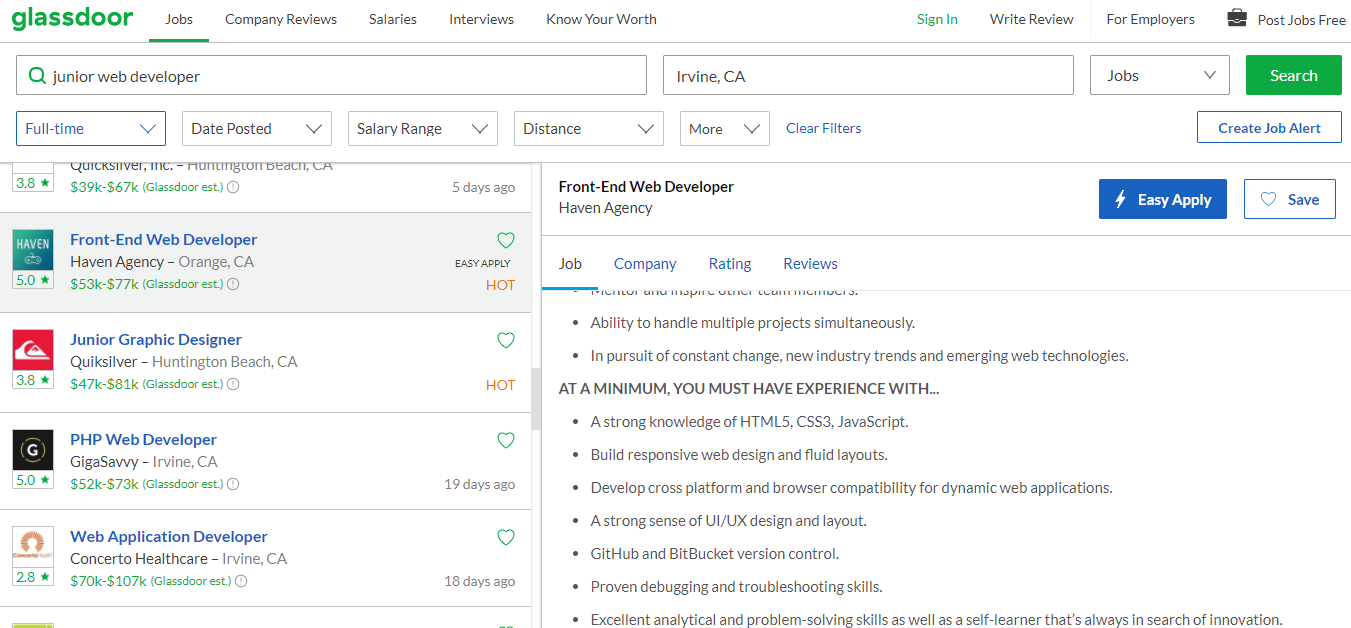 glassdoor
Jobs
Company Reviews
Salaries
Interviews
Know Your Worth
Sign In
Write Review
For Employers
Post Jobs Free
junior web developer
Irvine, CA
Jobs
Search
Full-time
Date Posted
Salary Range
Distance
More
Clear Filters
Create Job Alert
Quicksilver, Inc. – Huntington Beach, CA
3.8 ★
$39k-$67k (Glassdoor est.)
5 days ago
HAVEN
Front-End Web Developer
Haven Agency – Orange, CA
EASY APPLY
5.0 ★
$53k-$77k (Glassdoor est.)
HOT
Junior Graphic Designer
Quiksilver – Huntington Beach, CA
3.8 ★
$47k-$81k (Glassdoor est.)
HOT
G
PHP Web Developer
GigaSavvy – Irvine, CA
5.0 ★
$52k-$73k (Glassdoor est.)
19 days ago
Web Application Developer
Concerto Healthcare – Irvine, CA
2.8 ★
$70k-$107k (Glassdoor est.)
18 days ago
Front-End Web Developer
Haven Agency
Easy Apply
Save
Job
Company
Rating
Reviews
Mentor and inspire other team members.
• Ability to handle multiple projects simultaneously.
• In pursuit of constant change, new industry trends and emerging web technologies.
AT A MINIMUM, YOU MUST HAVE EXPERIENCE WITH...
• A strong knowledge of HTML5, CSS3, JavaScript.
• Build responsive web design and fluid layouts.
• Develop cross platform and browser compatibility for dynamic web applications.
• A strong sense of UI/UX design and layout.
• GitHub and BitBucket version control.
• Proven debugging and troubleshooting skills.
• Excellent analytical and problem-solving skills as well as a self-learner that's always in search of innovation.